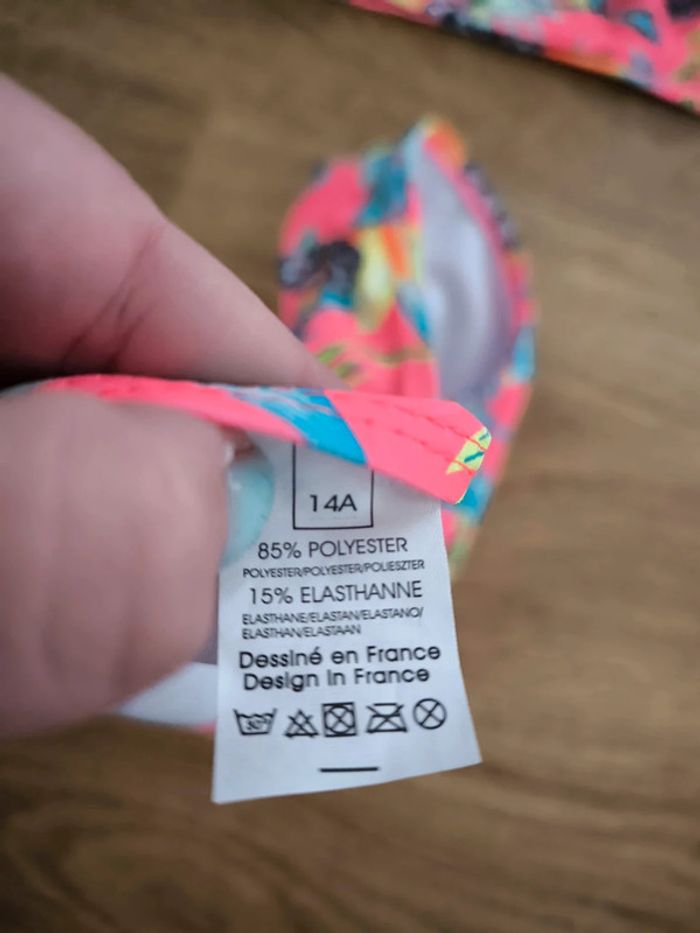 14A
85% POLYESTER
POLYESTER/POLYESTER/POLIESZTER
15% ELASTHANNE
ELASTHANE/ELASTAN/ELASTANO/
ELASTHAN/ELASTAAN
Dessiné en France
Design in France
30°